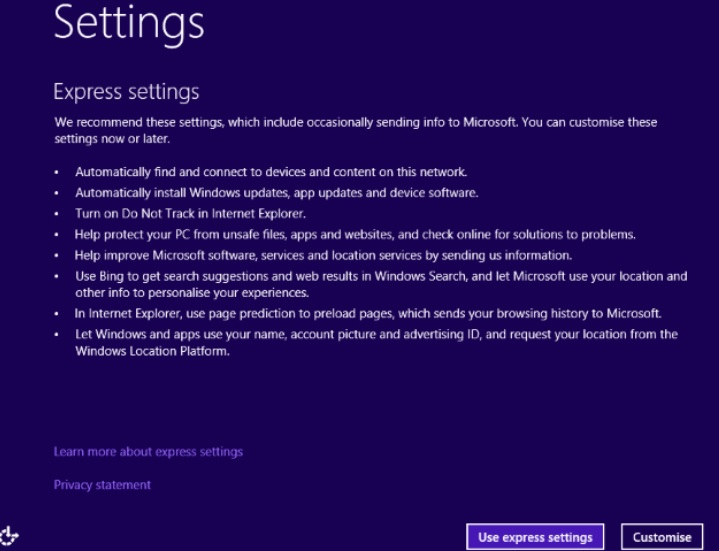 Settings
Express settings
We recommend these settings, which include occasionally sending info to Microsoft. You can customise these
settings now or later.
• Automatically find and connect to devices and content on this network.
• Automatically install Windows updates, app updates and device software.
• Turn on Do Not Track in Internet Explorer.
• Help protect your PC from unsafe files, apps and websites, and check online for solutions to problems.
• Help improve Microsoft software, services and location services by sending us information.
• Use Bing to get search suggestions and web results in Windows Search, and let Microsoft use your location and
other info to personalise your experiences.
• In Internet Explorer, use page prediction to preload pages, which sends your browsing history to Microsoft.
• Let Windows and apps use your name, account picture and advertising ID, and request your location from the
Windows Location Platform.
Learn more about express settings
Privacy statement
Use express settings
Customise